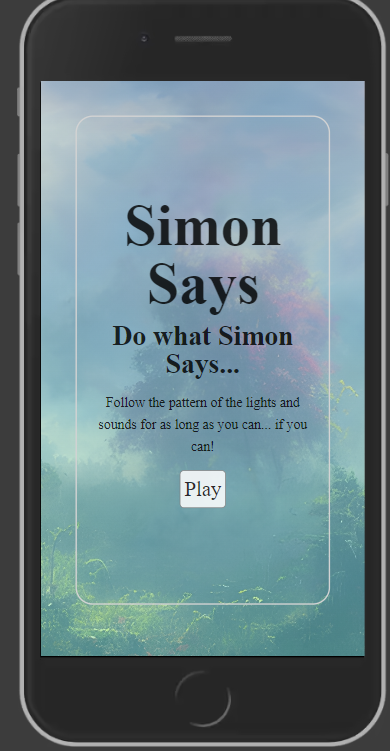 Simon
Says
Do what Simon
Says...
Follow the pattern of the lights and
sounds for as long as you can... if you
can!
Play